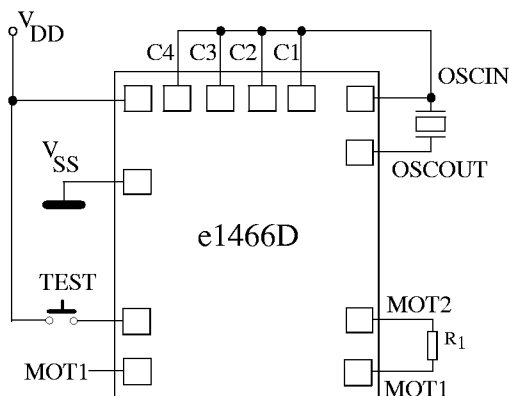 VDD
C4 C3 C2 C1
OSCIN
VSS
OSCOUT
e1466D
TEST
MOT2
R1
MOT1
MOT1